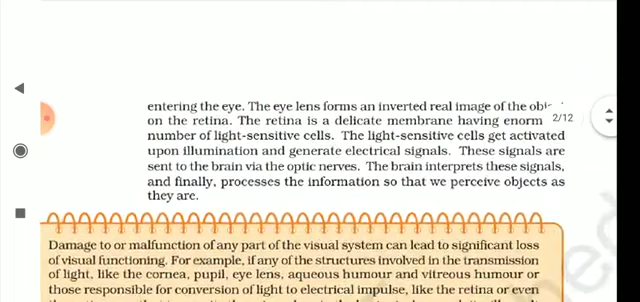 entering the eye. The eye lens forms an inverted real image of the
on the retina. The retina is a delicate membrane having enorm 2/12
number of light-sensitive cells. The light-sensitive cells get activated
upon illumination and generate electrical signals. These signals are
sent to the brain via the optic nerves. The brain interprets these signals,
and finally, processes the information so that we perceive objects as
they are.
Damage to or malfunction of any part of the visual system can lead to significant loss
of visual functioning. For example, if any of the structures involved in the transmission
of light, like the cornea, pupil, eye lens, aqueous humour and vitreous humour or
those responsible for conversion of light to electrical impulse, like the retina or even